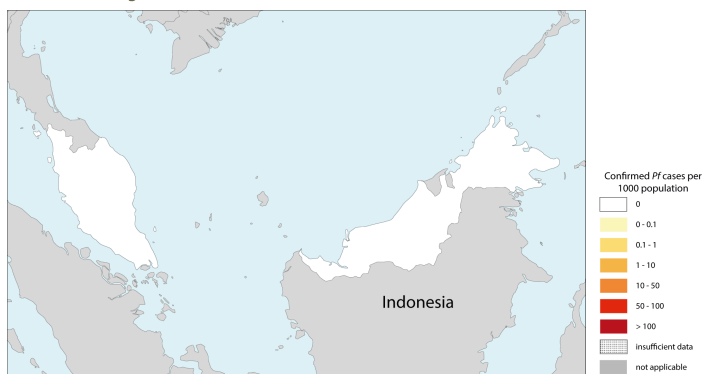 Indonesia
Confirmed Pf cases per
1000 population
0
0 - 0.1
0.1 - 1
1 - 10
10 - 50
50 - 100
> 100
insufficient data
not applicable